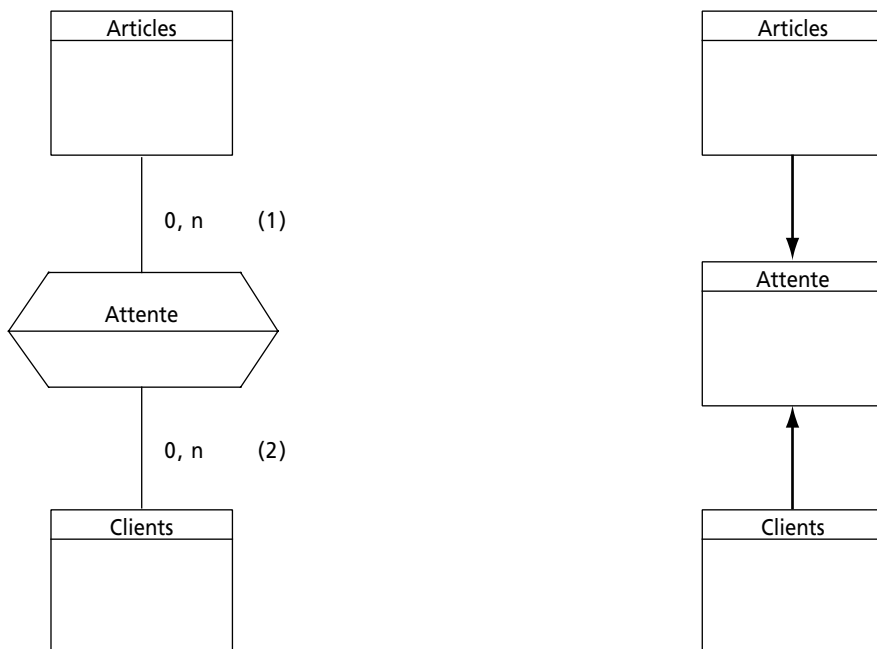 Articles
0, n (1)
Attente
0, n (2)
Clients
Articles
Attente
Clients